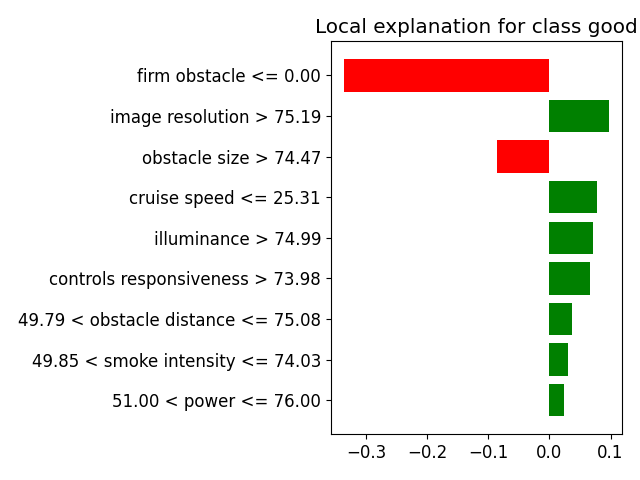 Local explanation for class good
firm obstacle <= 0.00
image resolution > 75.19
obstacle size > 74.47
cruise speed <= 25.31
illuminance > 74.99
controls responsiveness > 73.98
49.79 < obstacle distance <= 75.08
49.85 < smoke intensity <= 74.03
51.00 < power <= 76.00
−0.3 −0.2 −0.1 0.0 0.1